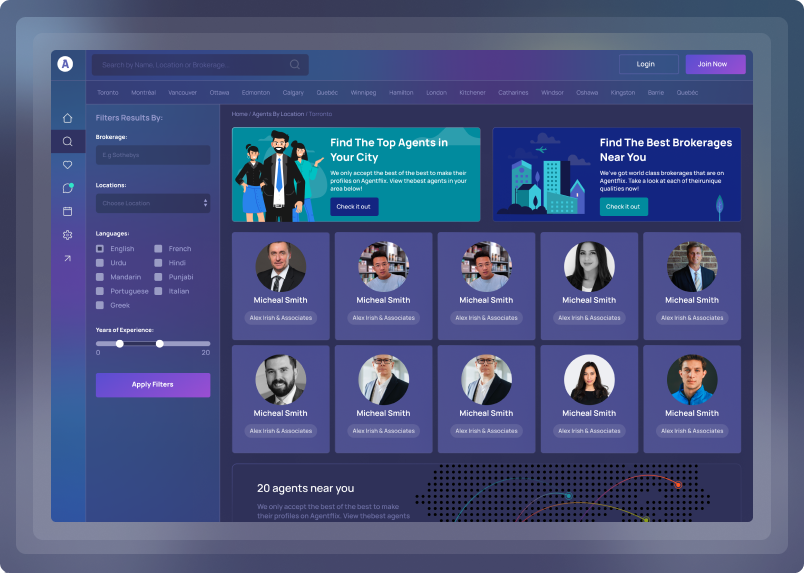 A
Search by Name, Location or Brokerage...
Login
Join Now
Toronto Montréal Vancouver Ottawa Edmonton Calgary Quebéc Winnipeg Hamilton London Kitchener Catharines Windsor Oshawa Kingston Barrie Quebéc
Filters Results By:
Brokerage:
E.g Sothebys
Locations:
Choose Location
Languages:
English French
Urdu Hindi
Mandarin Punjabi
Portuguese Italian
Greek
Years of Experience:
0 20
Apply Filters
Home / Agents By Location / Torronto
Find The Top Agents in
Your City
We only accept the best of the best to make their
profiles on Agentflix. View thebest agents in your
area below!
Check it out
Find The Best Brokerages
Near You
We've got world class brokerages that are on
Agentflix. Take a look at each of theirunique
qualities now!
Check it out
Micheal Smith Micheal Smith Micheal Smith Micheal Smith Micheal Smith
Alex Irish & Associates Alex Irish & Associates Alex Irish & Associates Alex Irish & Associates Alex Irish & Associates
Micheal Smith Micheal Smith Micheal Smith Micheal Smith Micheal Smith
Alex Irish & Associates Alex Irish & Associates Alex Irish & Associates Alex Irish & Associates Alex Irish & Associates
20 agents near you
We only accept the best of the best to make
their profiles on Agentflix. View thebest agents